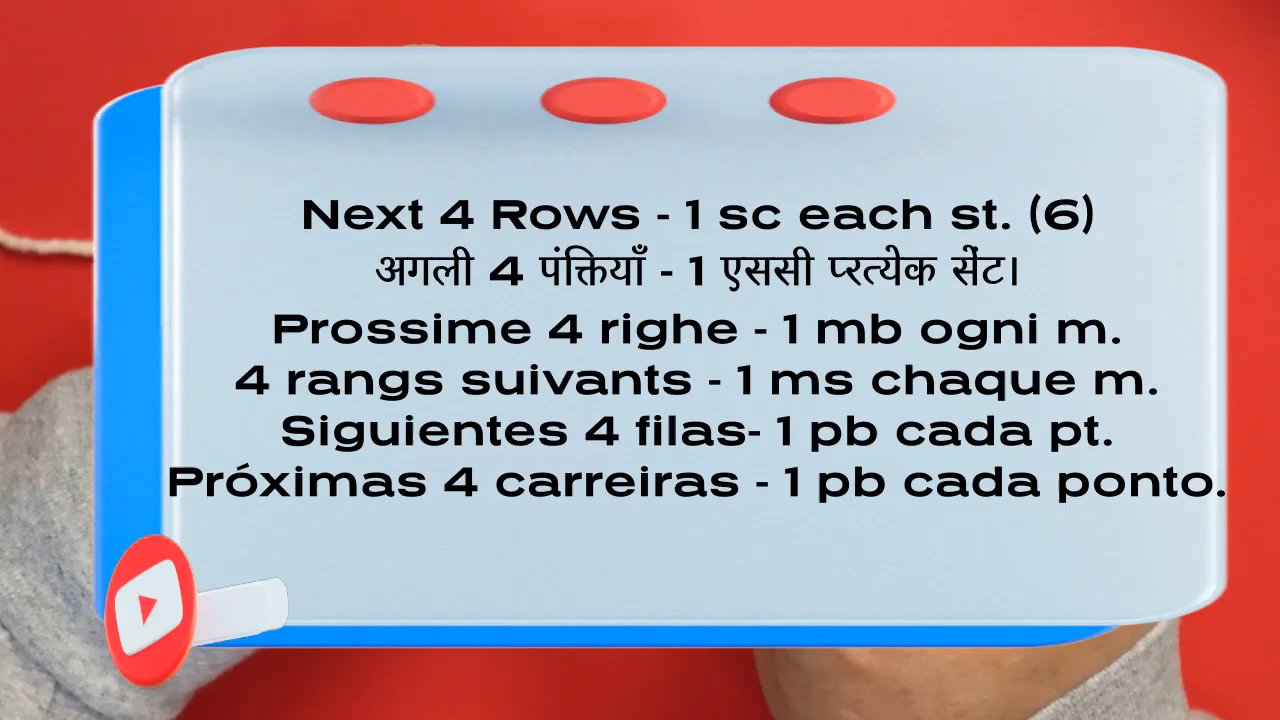 Next 4 Rows - 1 sc each st. (6)
अगली 4 पंक्तियाँ - 1 एससी प्रत्येक सेंट।
Prossime 4 righe - 1 mb ogni m.
4 rangs suivants - 1 ms chaque m.
Siguientes 4 filas- 1 pb cada pt.
Próximas 4 carreiras - 1 pb cada ponto.